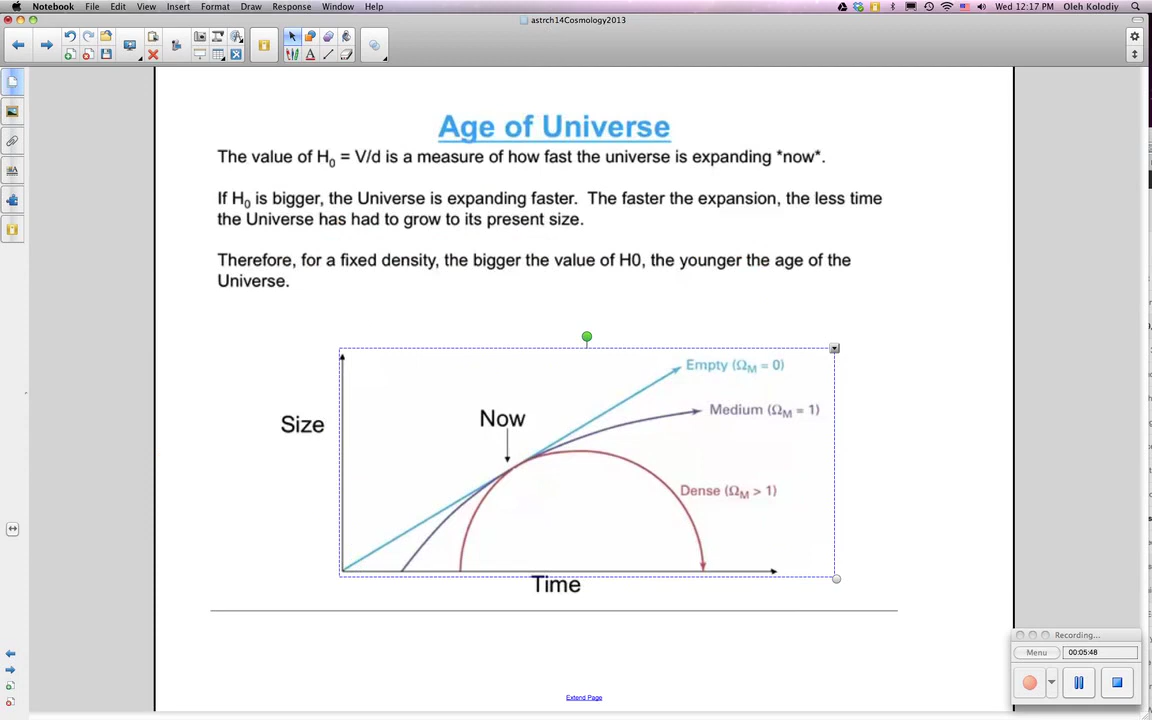 Notebook File Edit View Insert Format Draw Response Window Help
Wed 12:17 PM Oleh Kolodiy
astrch14Cosmology2013
Age of Universe
The value of H0 = V/d is a measure of how fast the universe is expanding *now*.
If H0 is bigger, the Universe is expanding faster. The faster the expansion, the less time
the Universe has had to grow to its present size.
Therefore, for a fixed density, the bigger the value of H0, the younger the age of the
Universe.
Empty (ΩM = 0)
Medium (ΩM = 1)
Now
Size
Dense (ΩM > 1)
Time
Recording...
Menu 00:05:48
Extend Page